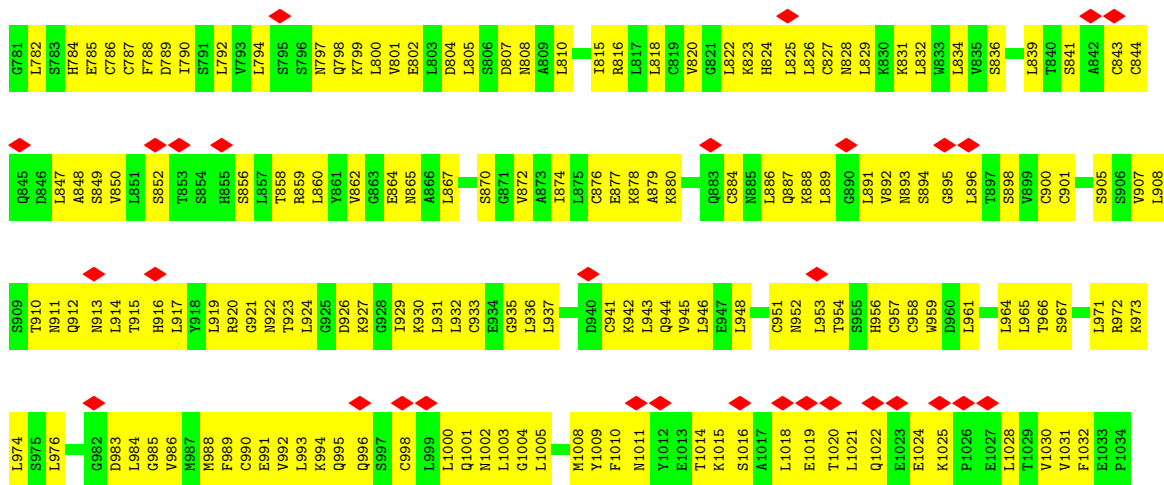 G781 L782 S783 H784 E785 C786 C787 F788 D789 I790 S791 L792 V793 L794 S795 S796 N797 Q798 K799 L800 V801 E802 L803 D804 L805 S806 D807 N808 A809 L810 I815 R816 L817 L818 C819 V820 G821 L822 K823 H824 L825 L826 C827 N828 L829 K830 K831 L832 W833 L834 V835 S836 L839 T840 S841 A842 C843 C844
Q845 D846 L847 A848 S849 V850 L851 S852 T853 S854 H855 S856 L857 T858 R859 L860 Y861 V862 G863 E864 N865 A866 L867 S870 G871 V872 A873 I874 L875 C876 E877 K878 A879 K880 Q883 C884 N885 L886 Q887 K888 L889 G890 L891 V892 N893 S894 G895 L896 T897 S898 V899 C900 C901 S905 S906 V907 L908
S909 T910 N911 Q912 N913 L914 T915 H916 L917 Y918 L919 R920 G921 N922 T923 L924 G925 D926 K927 G928 I929 K930 L931 L932 C933 E934 G935 L936 L937 D940 C941 K942 L943 Q944 V945 L946 E947 L948 C951 N952 L953 T954 S955 H956 C957 C958 W959 D960 L961 L964 L965 T966 S967 L971 R972 K973
L974 S975 L976 G982 D983 L984 G985 V986 M987 M988 F989 C990 E991 V992 L993 K994 Q995 Q996 S997 C998 L999 L1000 Q1001 N1002 L1003 G1004 L1005 M1008 Y1009 F1010 N1011 Y1012 E1013 T1014 K1015 S1016 A1017 L1018 E1019 T1020 L1021 Q1022 E1023 E1024 K1025 P1026 E1027 L1028 T1029 V1030 V1031 F1032 E1033 P1034